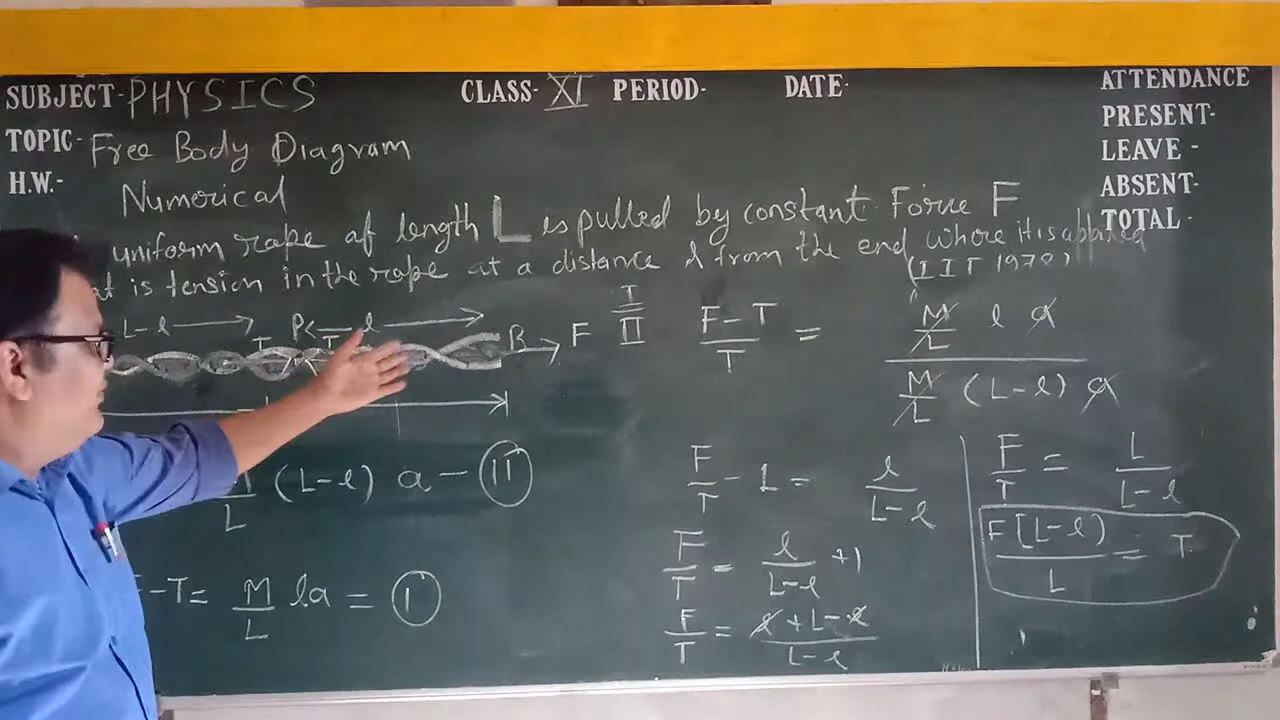 SUBJECT- PHYSICS CLASS- XI PERIOD- DATE- ATTENDANCE
TOPIC- Free Body Diagram PRESENT-
H.W.- LEAVE -
Numerical ABSENT-
TOTAL -
uniform rope of length L is pulled by constant Force F
is tension in the rope at a distance l from the end where it is
(IIT 1978)
L-l P l
T T B F
I/II (F-T)/T = (M/L l a)/(M/L (L-l) a)
/L (L-l) a - II
F/T - L = l/(L-l)
F/T = L/(L-l)
F/T = l/(L-l) +1
F[L-l]/L = T
-T = M/L la = I
F/T = (l+L-l)/(L-l)